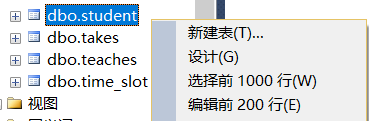 dbo.student
dbo.takes
dbo.teaches
dbo.time_slot
视图
新建表(T)...
设计(G)
选择前 1000 行(W)
编辑前 200 行(E)